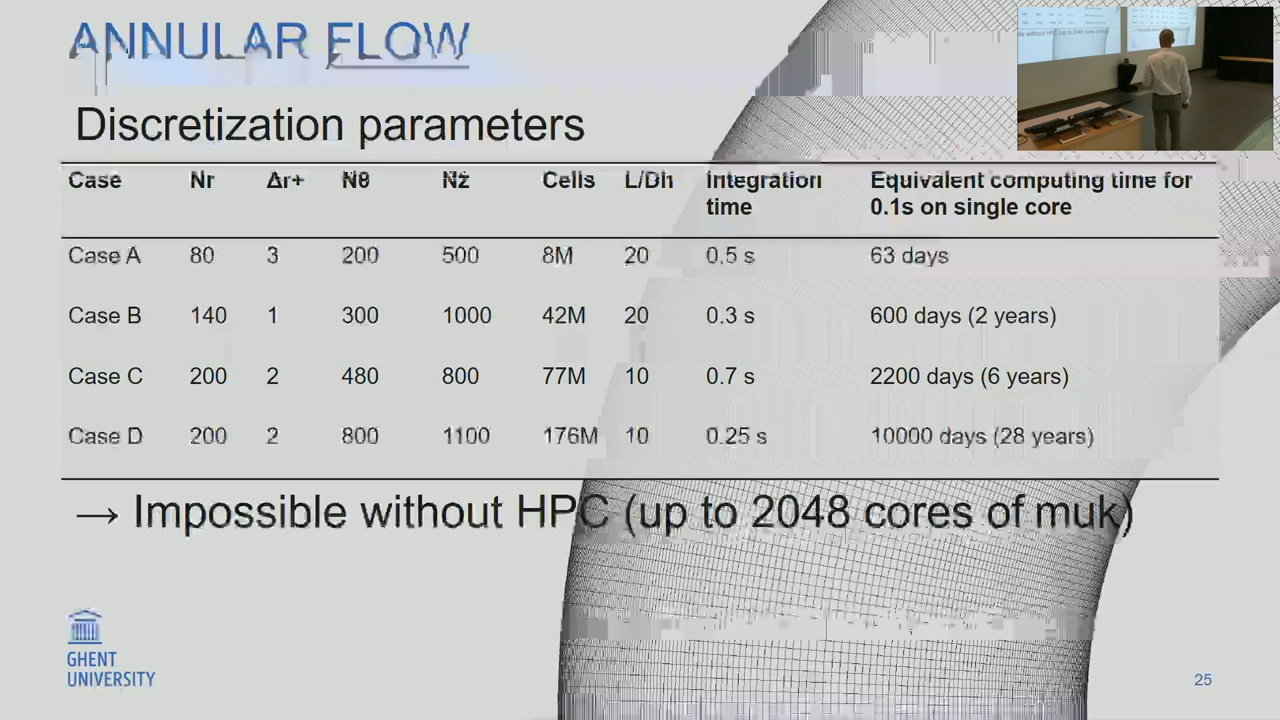 ANNULAR FLOW
Discretization parameters
Case Nr Δr+ Nθ Nz Cells L/Dh Integration time Equivalent computing time for 0.1s on single core
Case A 80 3 200 500 8M 20 0.5 s 63 days
Case B 140 1 300 1000 42M 20 0.3 s 600 days (2 years)
Case C 200 2 480 800 77M 10 0.7 s 2200 days (6 years)
Case D 200 2 800 1100 176M 10 0.25 s 10000 days (28 years)
→ Impossible without HPC (up to 2048 cores of muk)
GHENT
UNIVERSITY
25